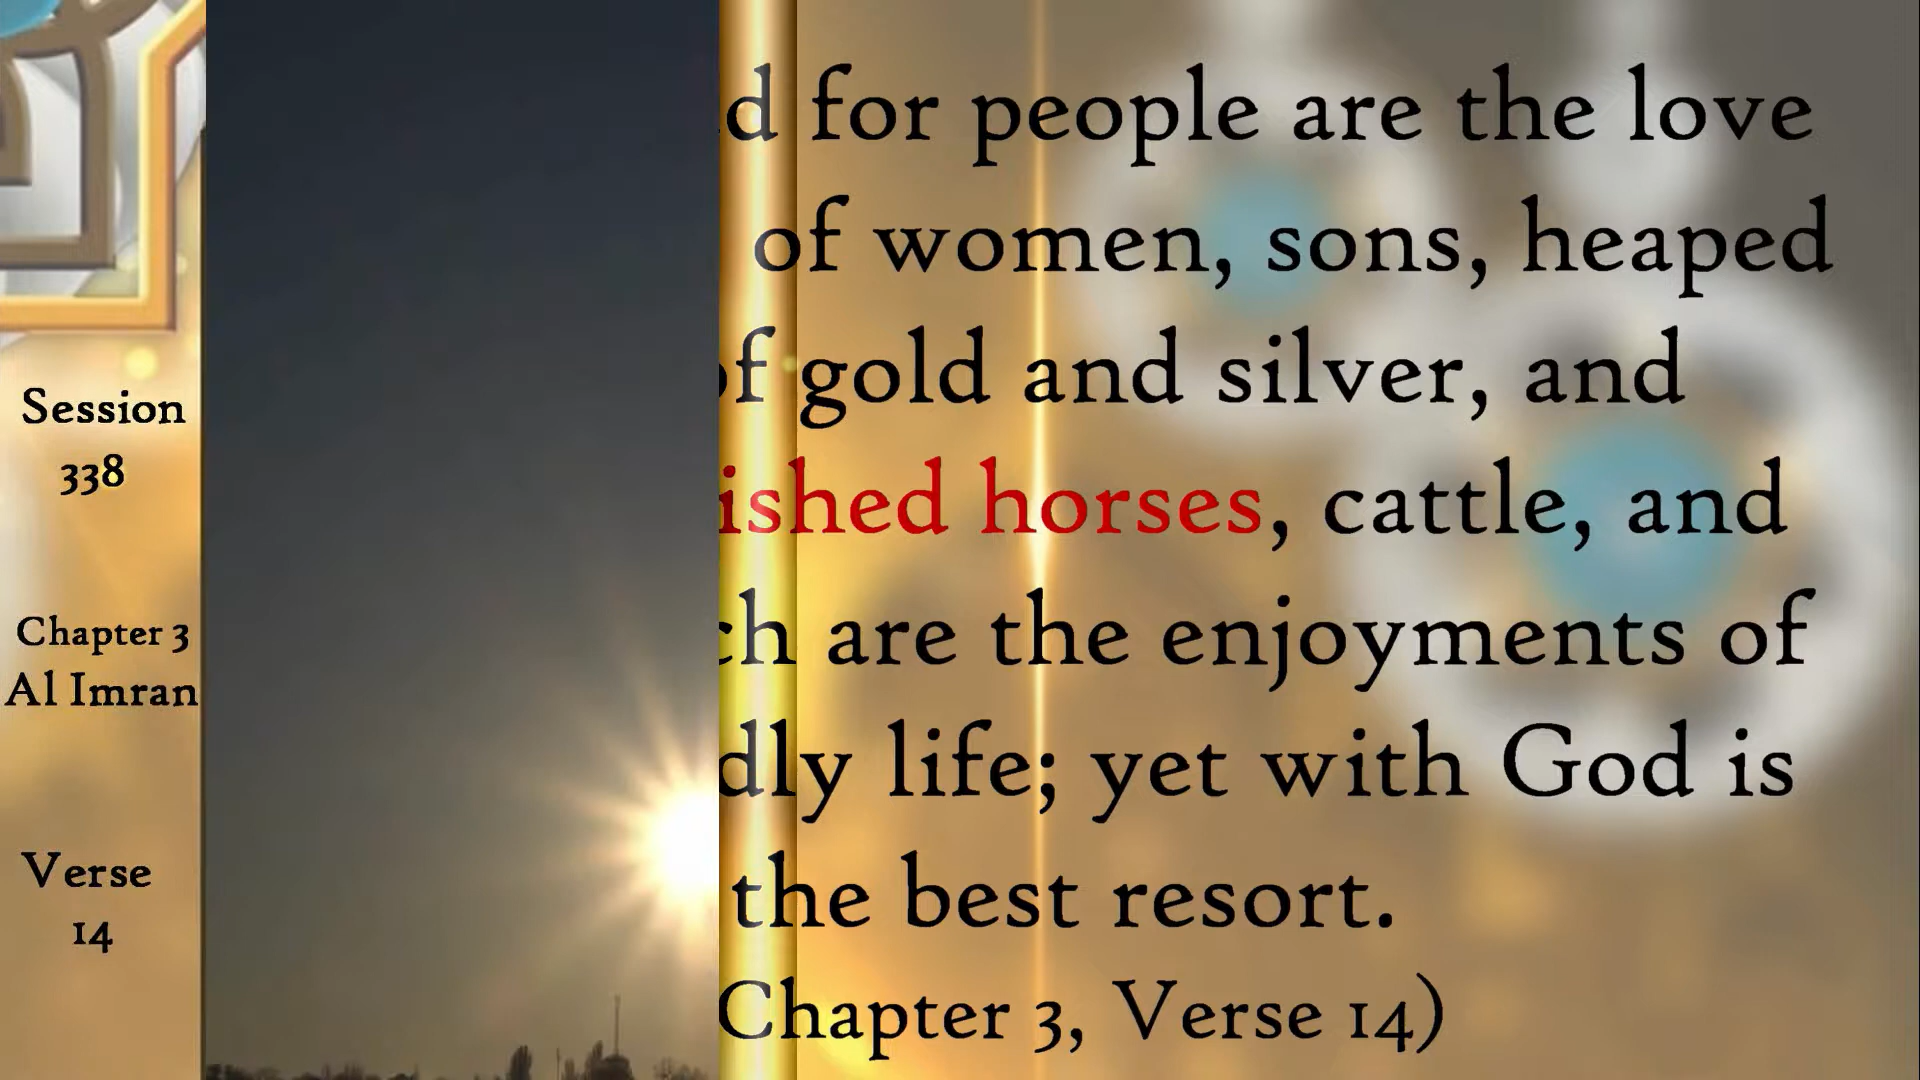 Session
338
Chapter 3
Al Imran
Verse
14
for people are the love
of women, sons, heaped
of gold and silver, and
horses, cattle, and
are the enjoyments of
life; yet with God is
the best resort.
Chapter 3, Verse 14)